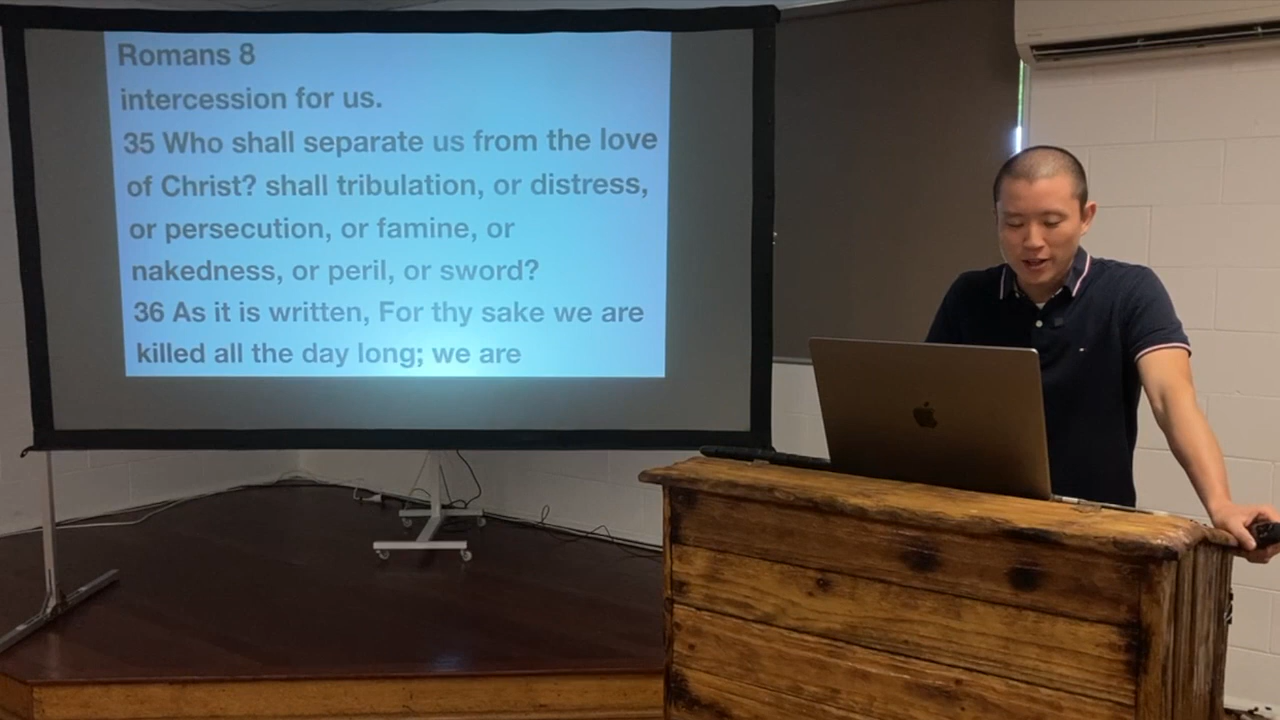 Romans 8
intercession for us.
35 Who shall separate us from the love
of Christ? shall tribulation, or distress,
or persecution, or famine, or
nakedness, or peril, or sword?
36 As it is written, For thy sake we are
killed all the day long; we are